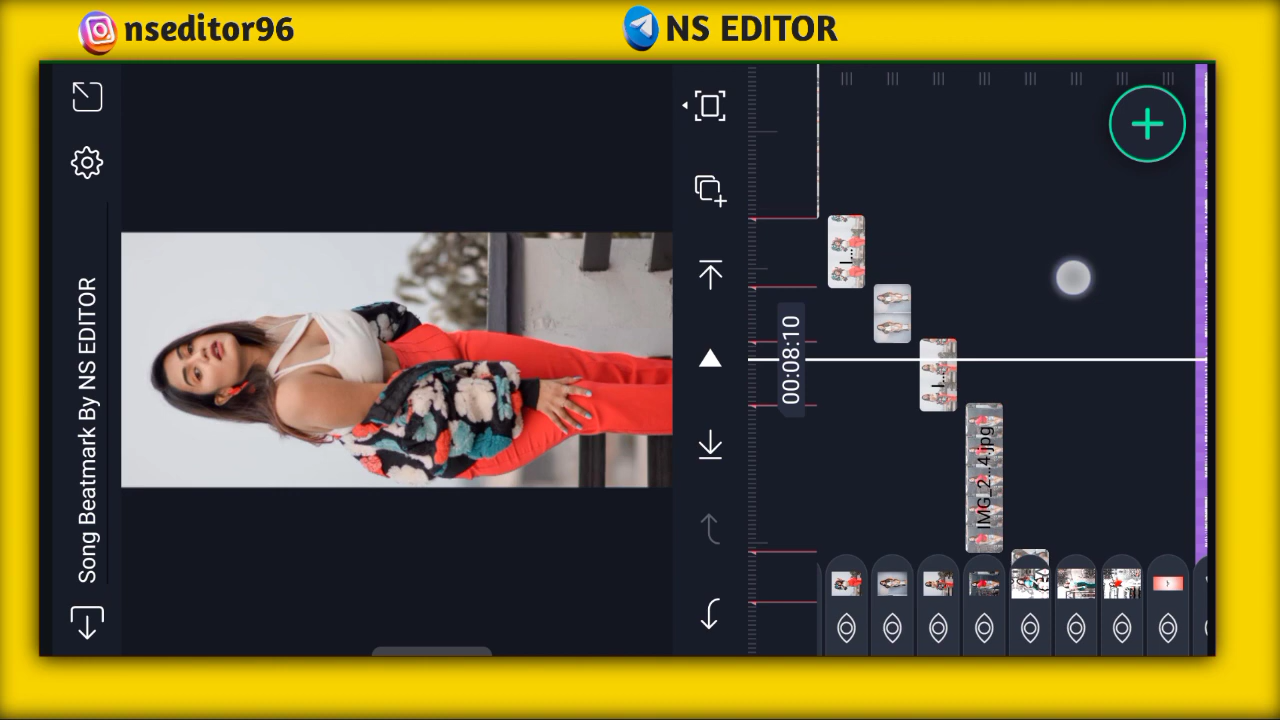 nseditor96
NS EDITOR
Song Beatmark By NS EDITOR
00:08:10
I...
I...
IMG_2...4.jpg